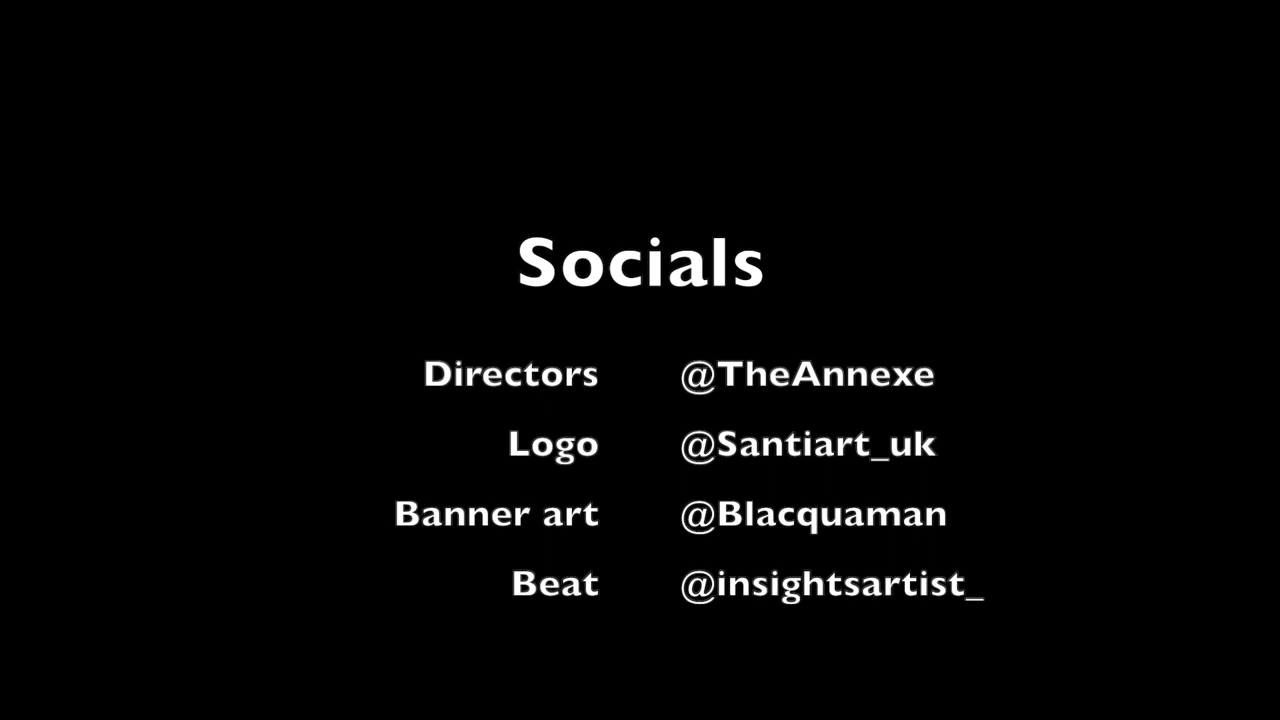 Socials
Directors @TheAnnexe
Logo @Santiart_uk
Banner art @Blacquaman
Beat @insightsartist_